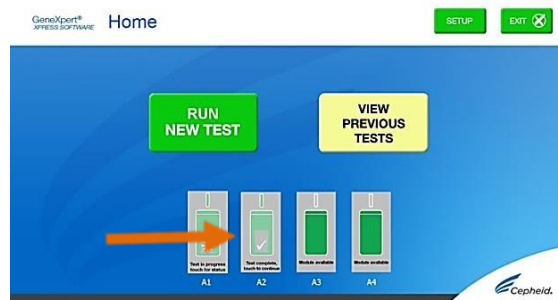 GeneXpert®
XPRESS SOFTWARE
Home
SETUP
EXIT
RUN
NEW TEST
VIEW
PREVIOUS
TESTS
Test in progress
touch for status
Test complete,
touch to continue
Module available
Module available
A1
A2
A3
A4
Cepheid.